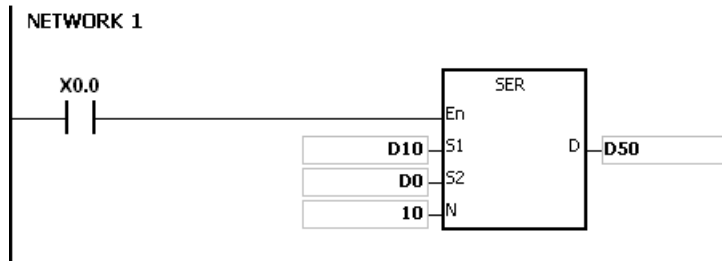 NETWORK 1
X0.0
SER
En
D10 S1 D D50
D0 S2
10 N